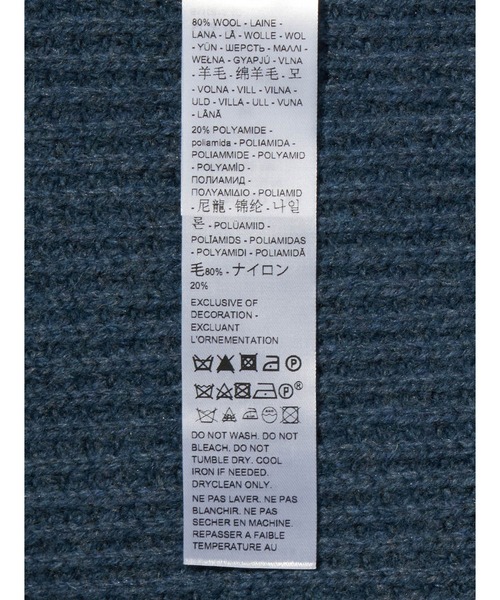 80% WOOL - LAINE -
LANA - LÃ - WOLLE - WOL
- YÜN - ШЕРСТЬ - ΜΑΛΛΙ -
WEŁNA - GYAPJÚ - VLNA
- 羊毛 - 绵羊毛 - 모
- VOLNA - VILL - VILNA -
ULD - VILLA - ULL - VUNA
- LÂNĂ
20% POLYAMIDE -
poliamida - POLIAMIDA -
POLIAMMIDE - POLYAMID
- POLYAMÍD -
ПОЛИАМИД -
ΠΟΛΥΑΜΙΔΙΟ - POLIAMID
- 尼龍 - 锦纶 - 나일
론 - POLÜAMIID -
POLĪAMIDS - POLIAMIDAS
- POLYAMIDI - POLIAMIDĂ
毛80% - ナイロン
20%
EXCLUSIVE OF
DECORATION -
EXCLUANT
L'ORNEMENTATION
P
P®
DO NOT WASH. DO NOT
BLEACH. DO NOT
TUMBLE DRY. COOL
IRON IF NEEDED.
DRYCLEAN ONLY.
NE PAS LAVER. NE PAS
BLANCHIR. NE PAS
SECHER EN MACHINE.
REPASSER A FAIBLE
TEMPERATURE AU